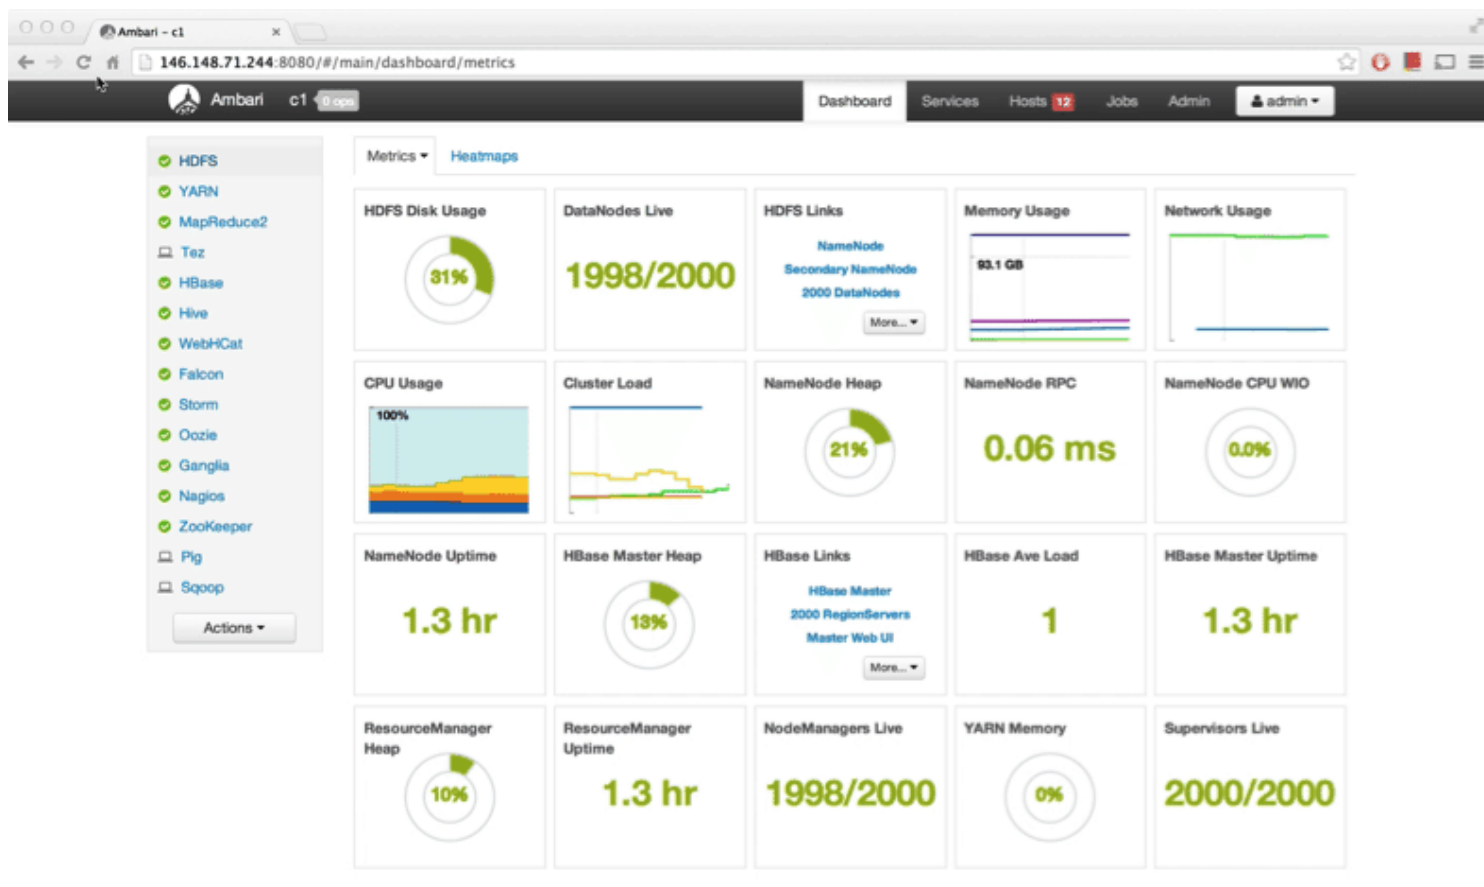 Ambari – c1
146.148.71.244:8080/#/main/dashboard/metrics
Ambari c1 0 ops Dashboard Services Hosts 12 Jobs Admin admin
HDFS
YARN
MapReduce2
Tez
HBase
Hive
WebHCat
Falcon
Storm
Oozie
Ganglia
Nagios
ZooKeeper
Pig
Sqoop
Actions
Metrics Heatmaps
HDFS Disk Usage
31%
DataNodes Live
1998/2000
HDFS Links
NameNode
Secondary NameNode
2000 DataNodes
More...
Memory Usage
93.1 GB
Network Usage
CPU Usage
100%
Cluster Load
NameNode Heap
21%
NameNode RPC
0.06 ms
NameNode CPU WIO
0.0%
NameNode Uptime
1.3 hr
HBase Master Heap
13%
HBase Links
HBase Master
2000 RegionServers
Master Web UI
More...
HBase Ave Load
1
HBase Master Uptime
1.3 hr
ResourceManager
Heap
10%
ResourceManager
Uptime
1.3 hr
NodeManagers Live
1998/2000
YARN Memory
0%
Supervisors Live
2000/2000